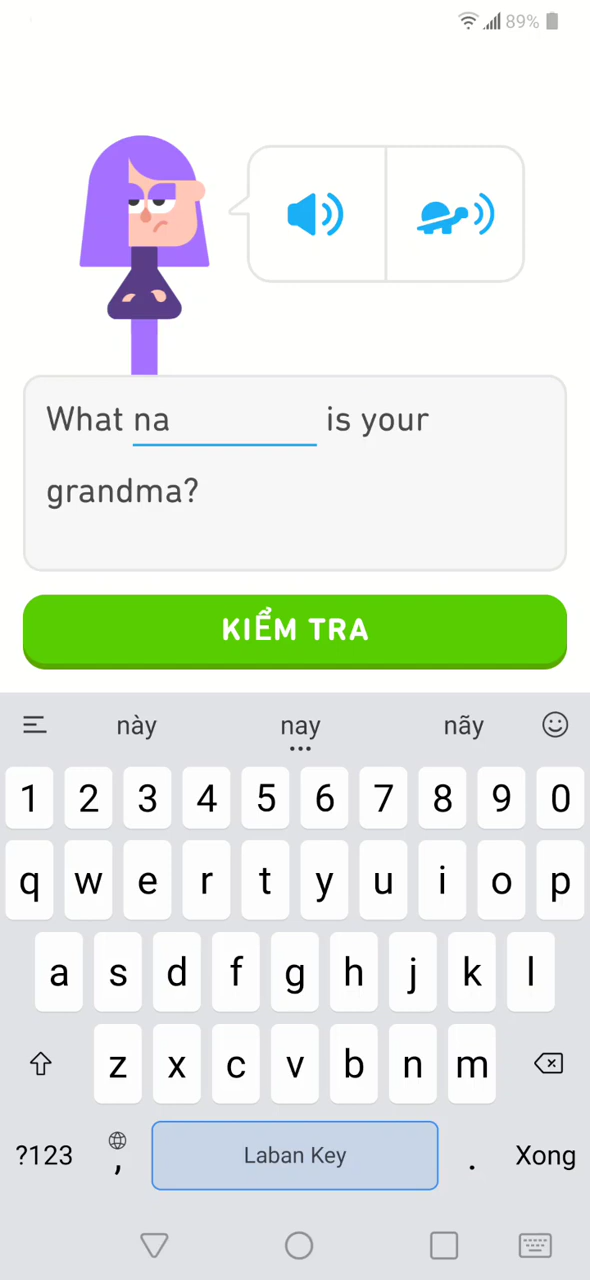 89%
What na is your
grandma?
KIỂM TRA
này nay nãy
1 2 3 4 5 6 7 8 9 0
q w e r t y u i o p
a s d f g h j k l
z x c v b n m
?123 , Laban Key . Xong